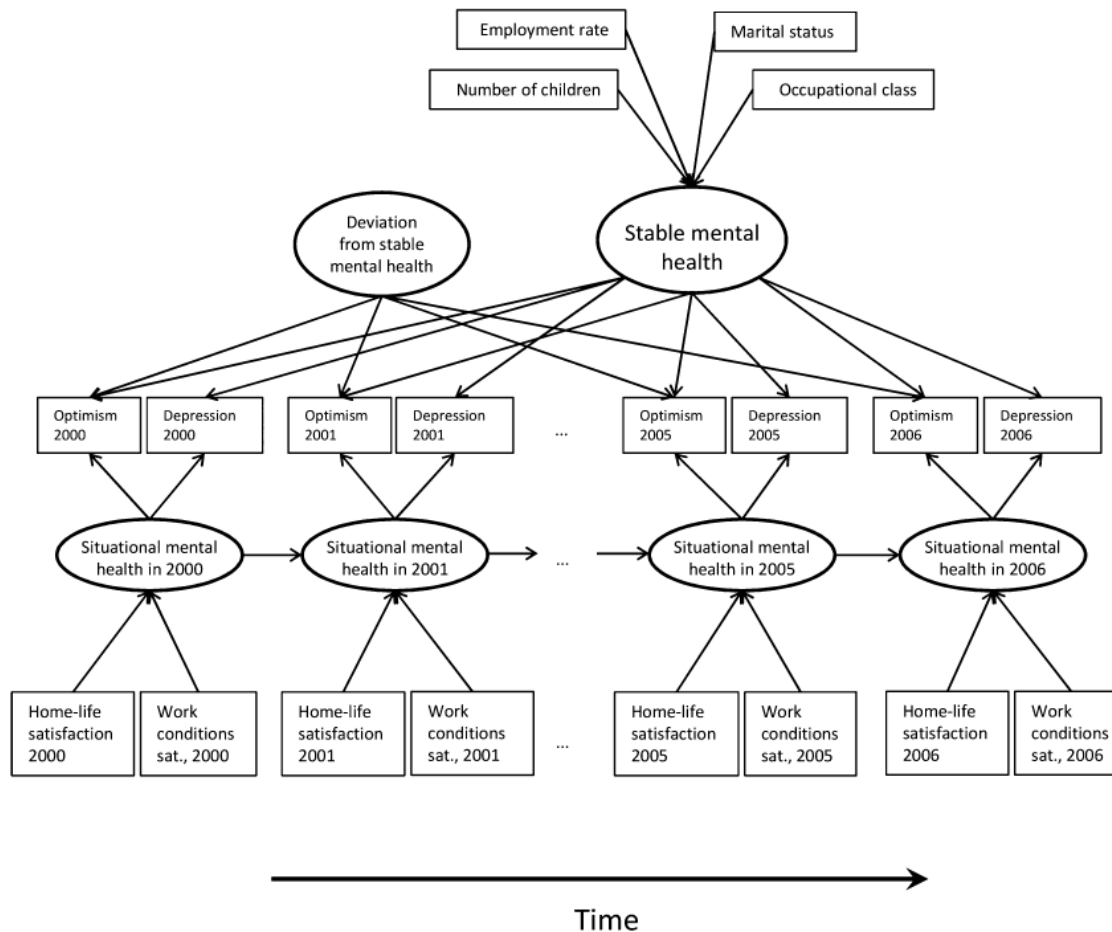 Employment rate
Marital status
Number of children
Occupational class
Deviation
from stable
mental health
Stable mental
health
Optimism
2000
Depression
2000
Optimism
2001
Depression
2001
...
Optimism
2005
Depression
2005
Optimism
2006
Depression
2006
Situational mental
health in 2000
Situational mental
health in 2001
...
Situational mental
health in 2005
Situational mental
health in 2006
Home-life
satisfaction
2000
Work
conditions
sat., 2000
Home-life
satisfaction
2001
Work
conditions
sat., 2001
...
Home-life
satisfaction
2005
Work
conditions
sat., 2005
Home-life
satisfaction
2006
Work
conditions
sat., 2006
Time